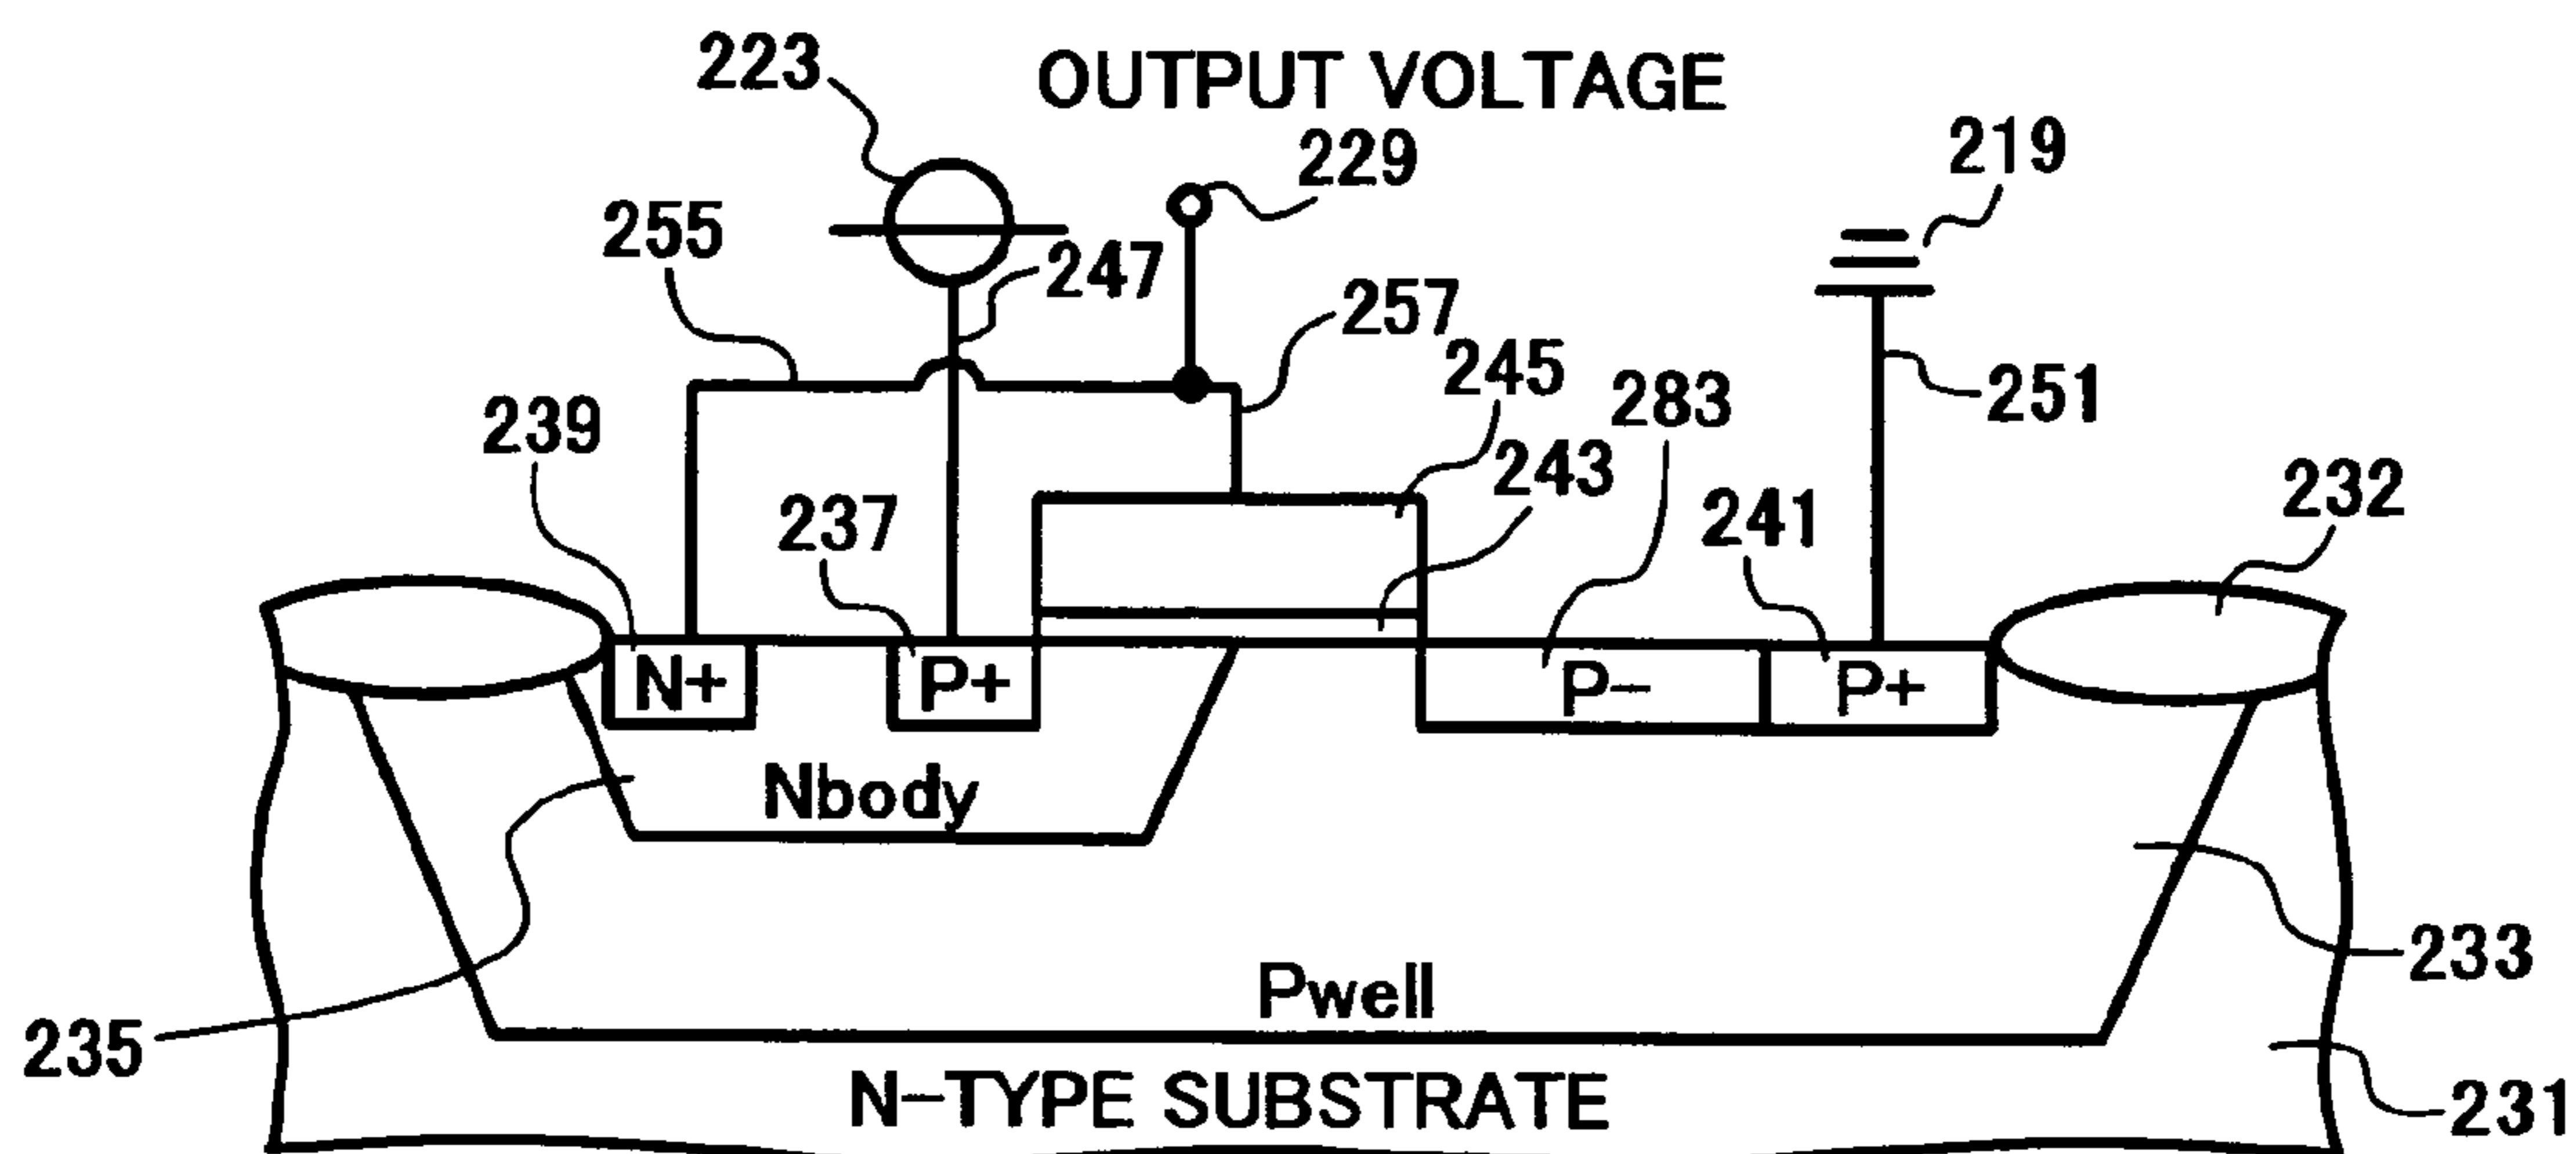 223
OUTPUT VOLTAGE
229
219
255
247
257
245
283
251
239
243
237
241
232
N+
P+
P-
P+
Nbody
233
Pwell
235
N-TYPE SUBSTRATE
231